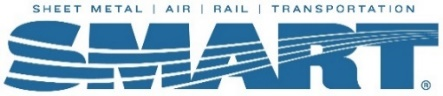 SHEET METAL | AIR | RAIL | TRANSPORTATION
SMART®